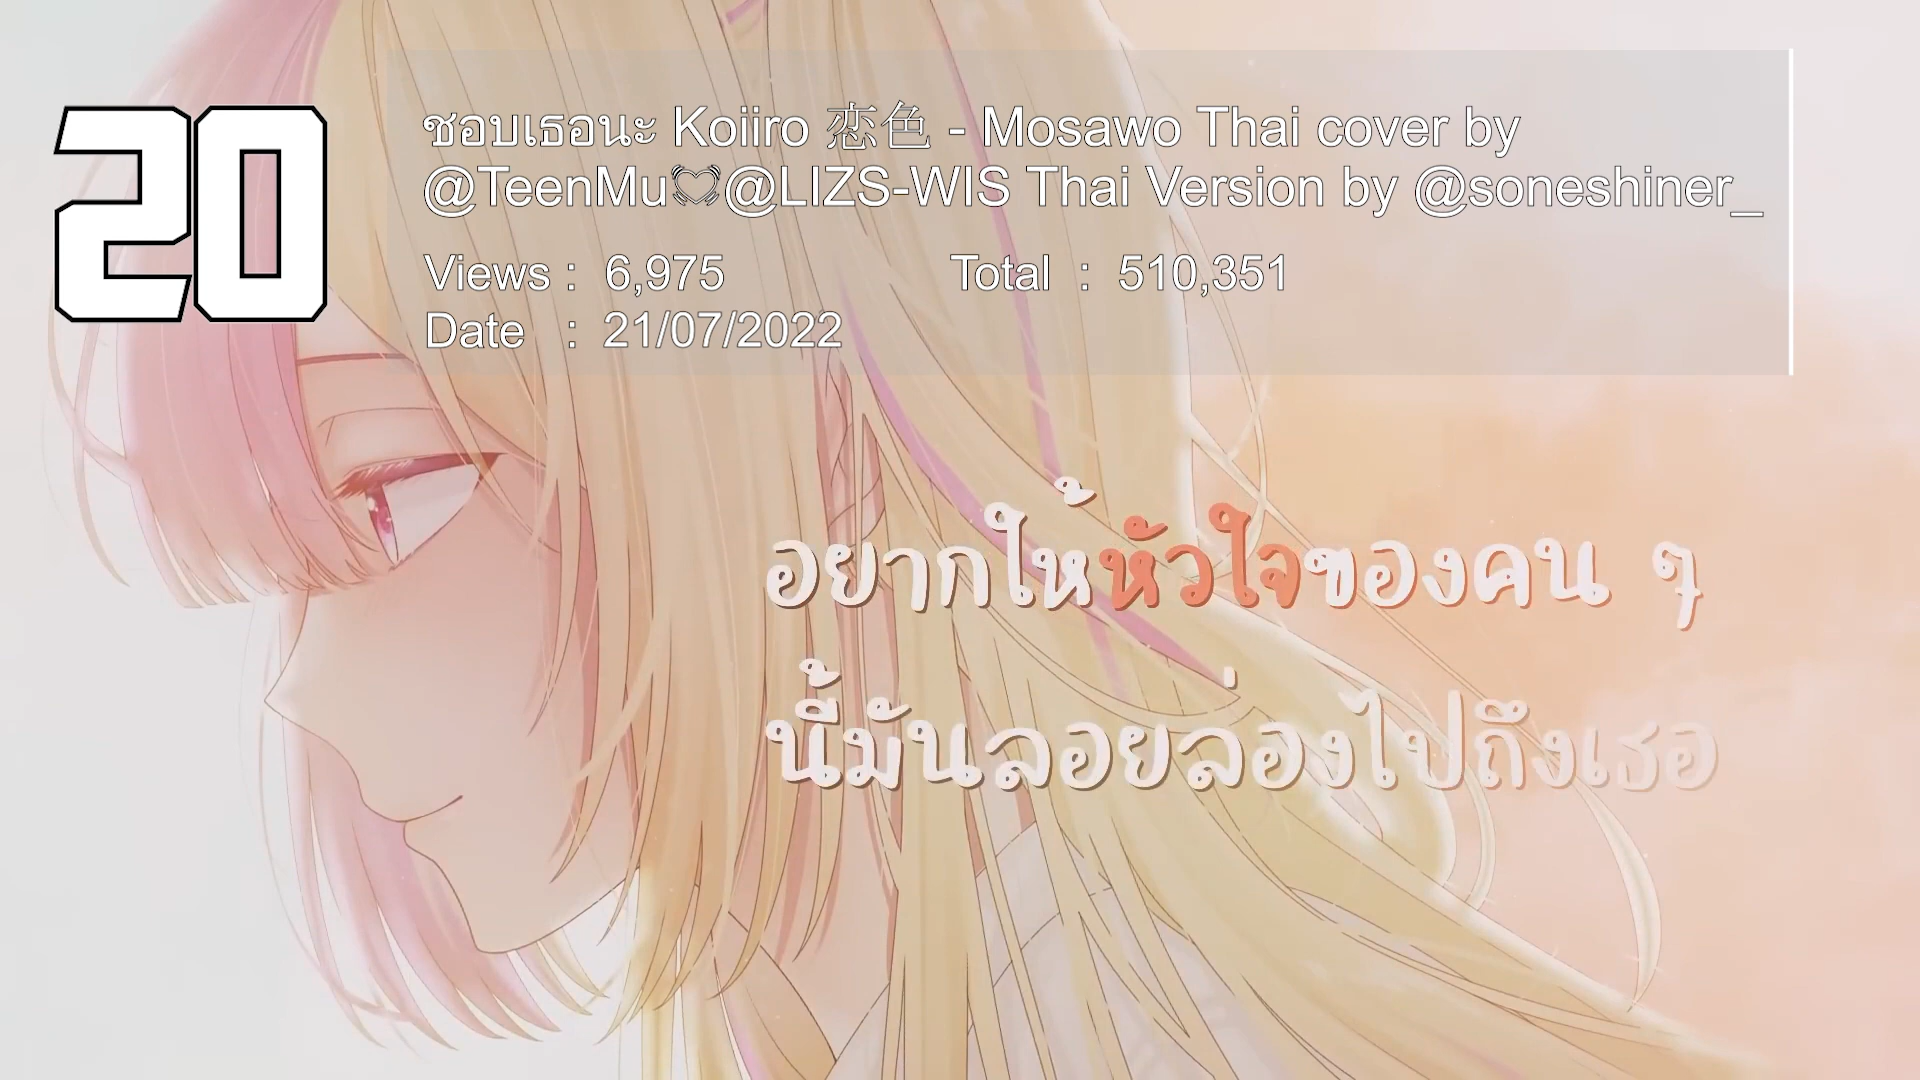 20
ชอบเธอนะ Koiiro 恋色 - Mosawo Thai cover by
@TeenMu💓@LIZS-WIS Thai Version by @soneshiner_
Views : 6,975 Total : 510,351
Date : 21/07/2022
อยากให้หัวใจของคน ๆ
นี้มันลอยล่องไปถึงเธอ